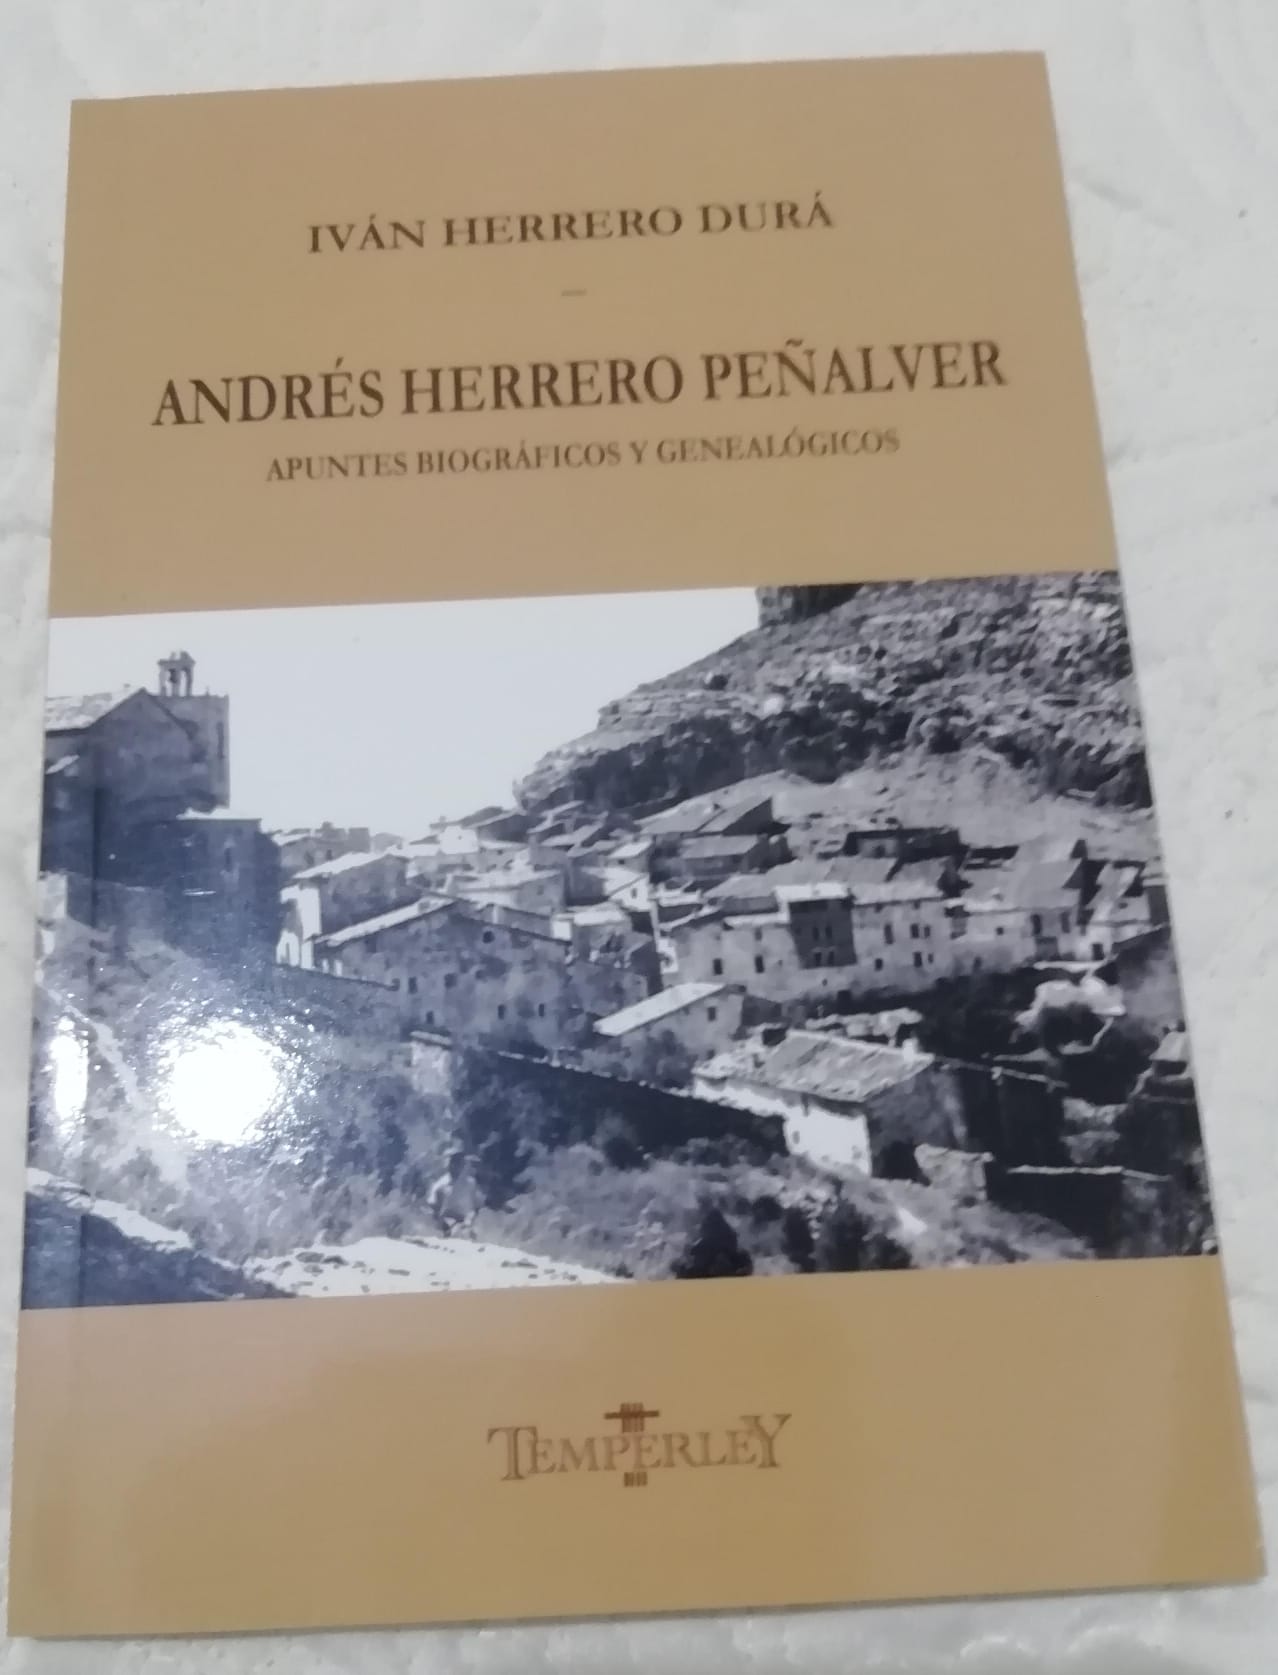 IVÁN HERRERO DURÁ
—
ANDRÉS HERRERO PEÑALVER
APUNTES BIOGRÁFICOS Y GENEALÓGICOS
TEMPERLEY